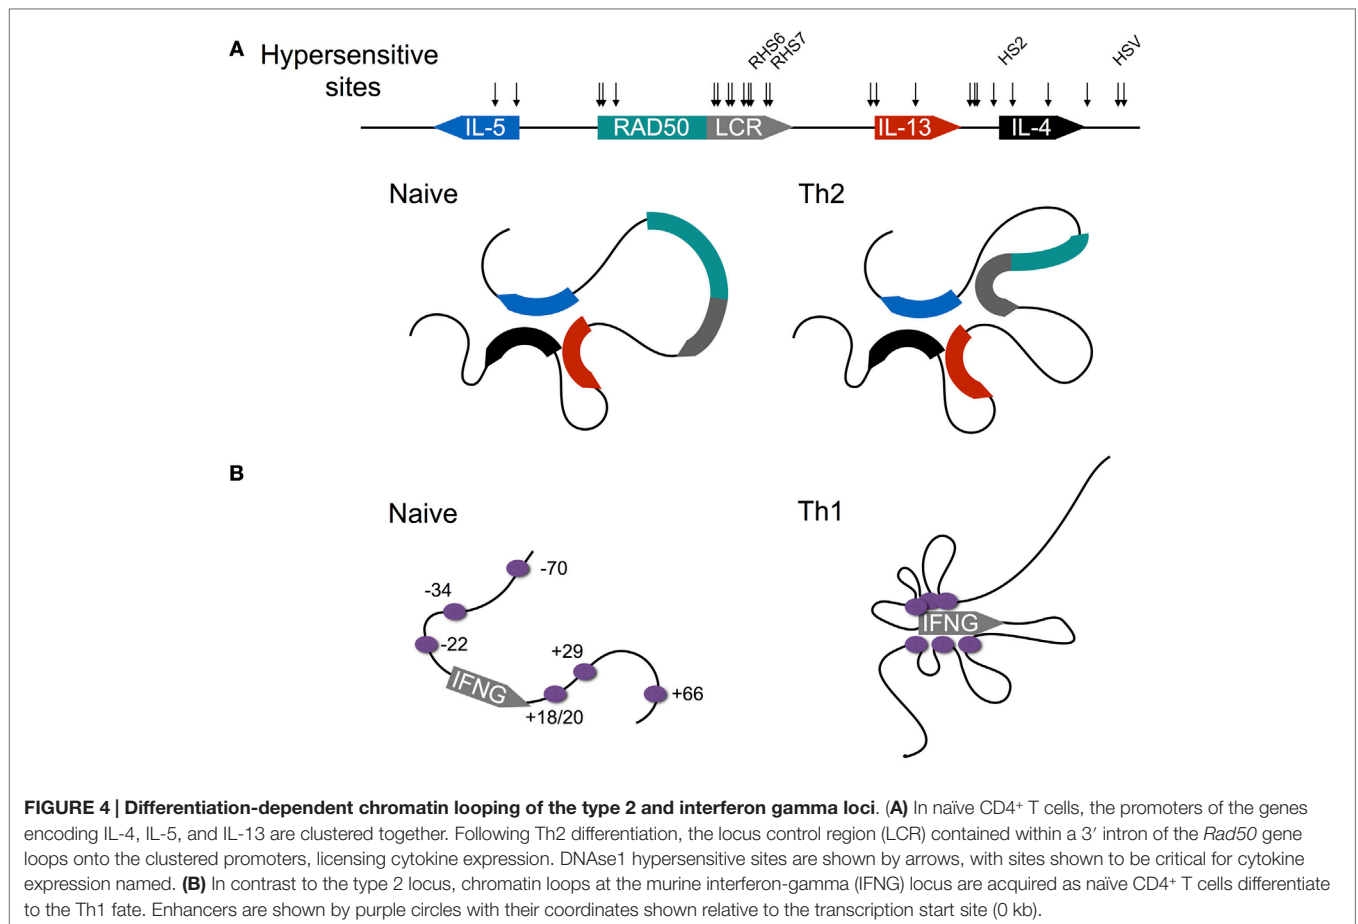 A
Hypersensitive
sites
RHS6
RHS7
HS2
HSV
IL-5
RAD50
LCR
IL-13
IL-4
Naive
Th2
B
Naive
Th1
-70
-34
-22
IFNG
+29
+18/20
+66
IFNG
FIGURE 4 | Differentiation-dependent chromatin looping of the type 2 and interferon gamma loci. (A) In naïve CD4⁺ T cells, the promoters of the genes
encoding IL-4, IL-5, and IL-13 are clustered together. Following Th2 differentiation, the locus control region (LCR) contained within a 3′ intron of the Rad50 gene
loops onto the clustered promoters, licensing cytokine expression. DNAse1 hypersensitive sites are shown by arrows, with sites shown to be critical for cytokine
expression named. (B) In contrast to the type 2 locus, chromatin loops at the murine interferon-gamma (IFNG) locus are acquired as naïve CD4⁺ T cells differentiate
to the Th1 fate. Enhancers are shown by purple circles with their coordinates shown relative to the transcription start site (0 kb).